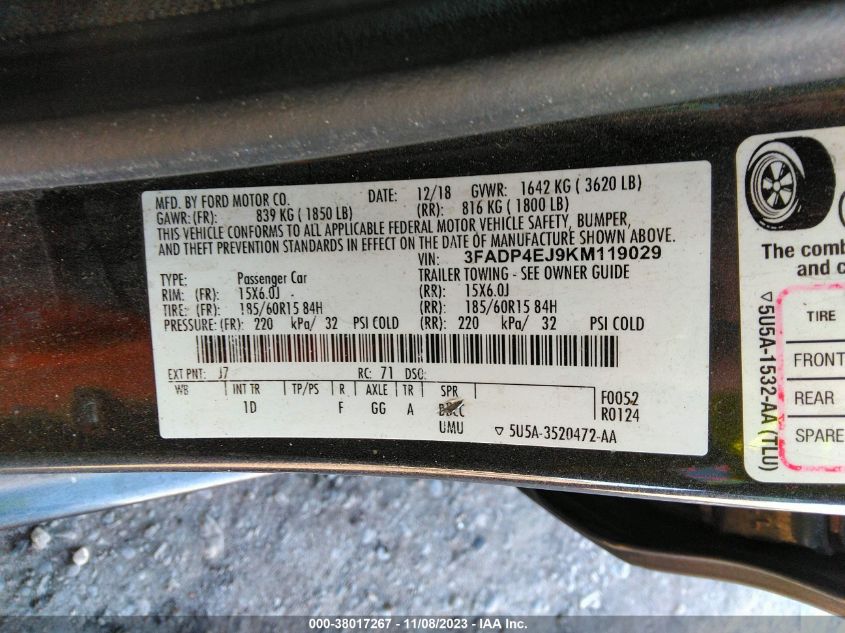 MFD. BY FORD MOTOR CO. DATE: 12/18 GVWR: 1642 KG ( 3620 LB)
GAWR: (FR): 839 KG ( 1850 LB) (RR): 816 KG ( 1800 LB)
THIS VEHICLE CONFORMS TO ALL APPLICABLE FEDERAL MOTOR VEHICLE SAFETY, BUMPER,
AND THEFT PREVENTION STANDARDS IN EFFECT ON THE DATE OF MANUFACTURE SHOWN ABOVE.
VIN: 3FADP4EJ9KM119029
TYPE: Passenger Car TRAILER TOWING - SEE OWNER GUIDE
RIM: (FR): 15X6.0J (RR): 15X6.0J
TIRE: (FR): 185/60R15 84H (RR): 185/60R15 84H
PRESSURE: (FR): 220 kPa/ 32 PSI COLD (RR): 220 kPa/ 32 PSI COLD
EXT PNT: J7 RC: 71 DSO:
WB INT TR TP/PS R AXLE TR SPR F0052
1D F GG A R0124
UMU ▽ 5U5A-3520472-AA
The comb
and c
▽ 5U5A-1532-AA (TLU)
TIRE
FRONT
REAR
SPARE
000-38017267 - 11/08/2023 - IAA Inc.